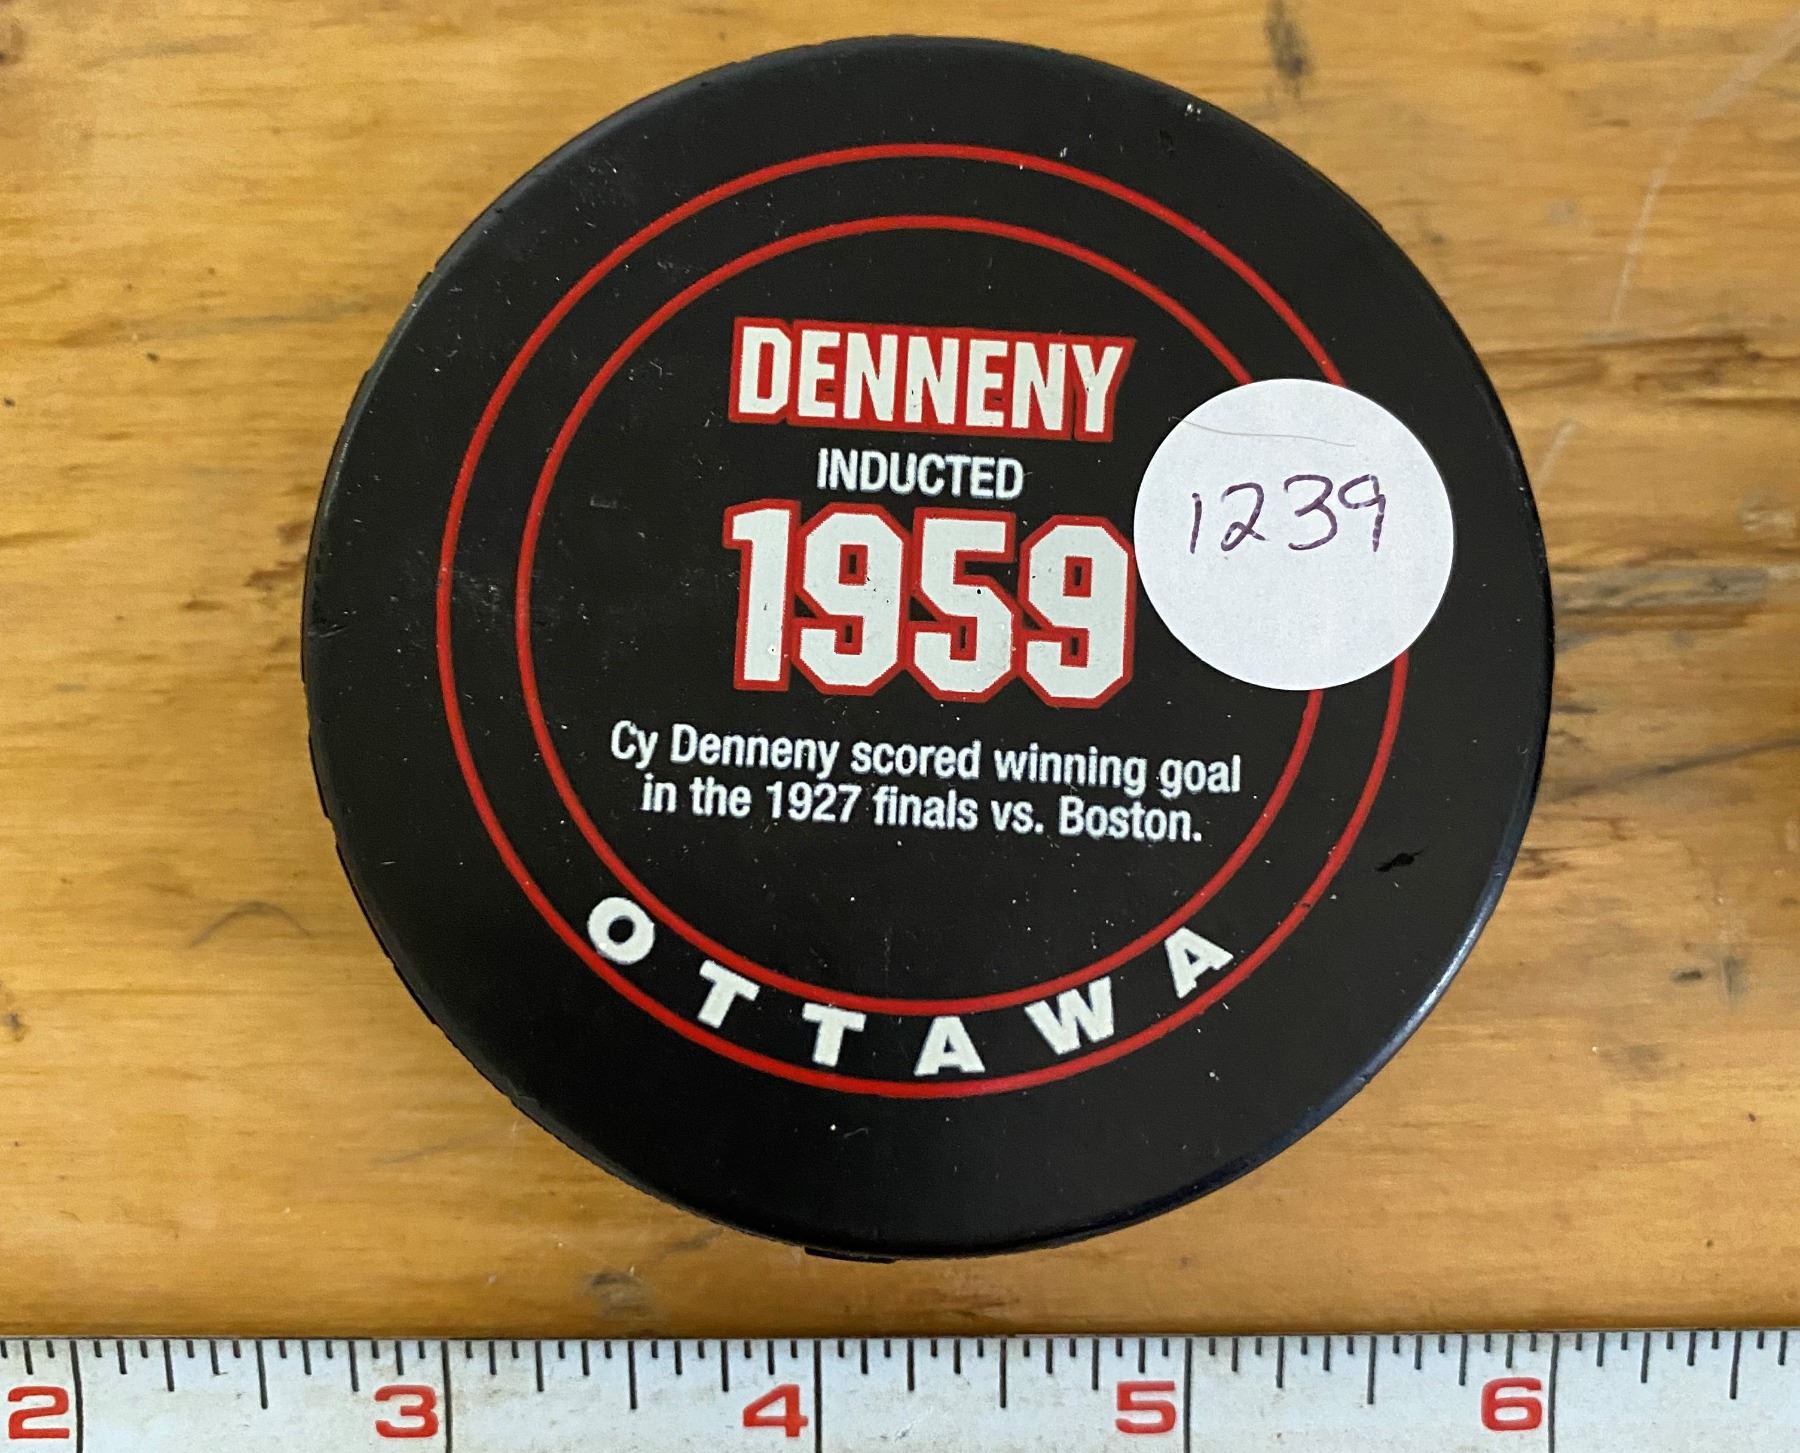 DENNENY
INDUCTED
1959
1239
Cy Denneny scored winning goal
in the 1927 finals vs. Boston.
OTTAWA
2 3 4 5 6